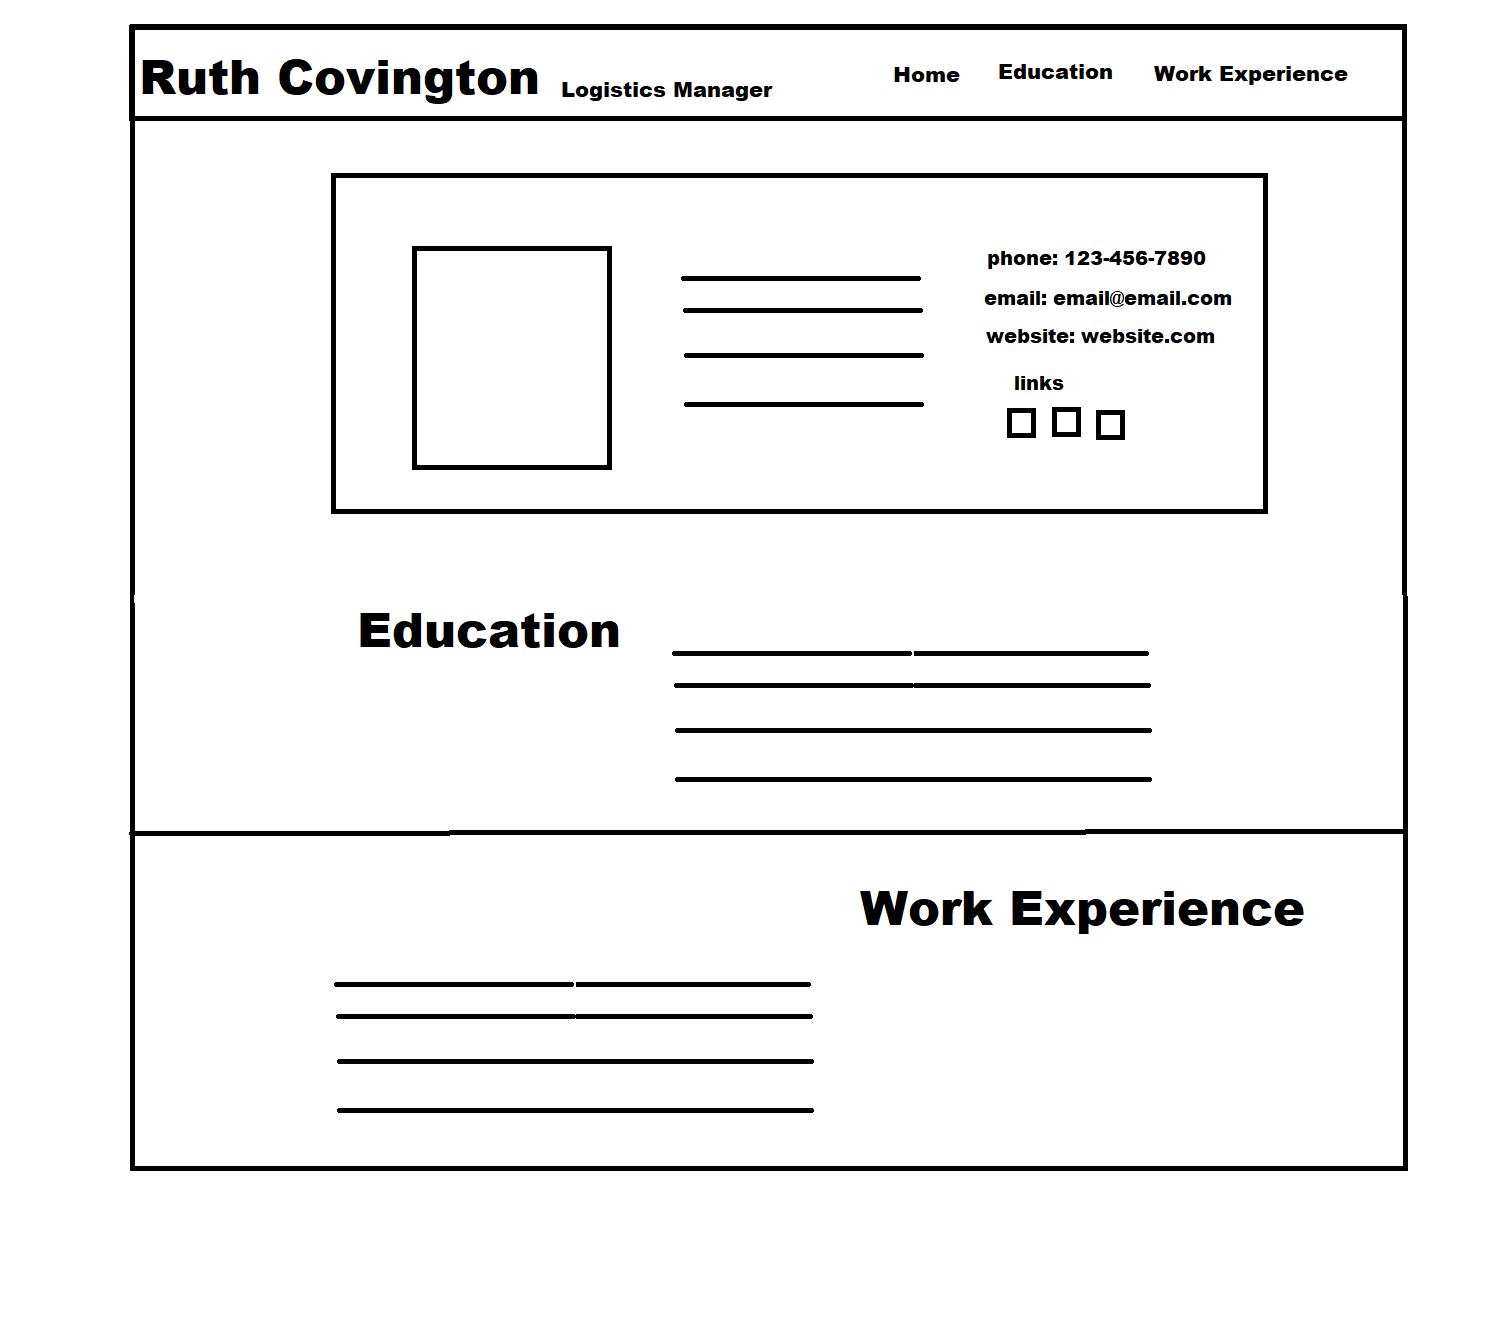 Ruth Covington Logistics Manager Home Education Work Experience
phone: 123-456-7890
email: email@email.com
website: website.com
links
Education
Work Experience